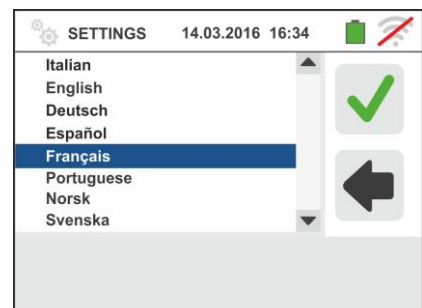 SETTINGS 14.03.2016 16:34
Italian
English
Deutsch
Español
Français
Portuguese
Norsk
Svenska